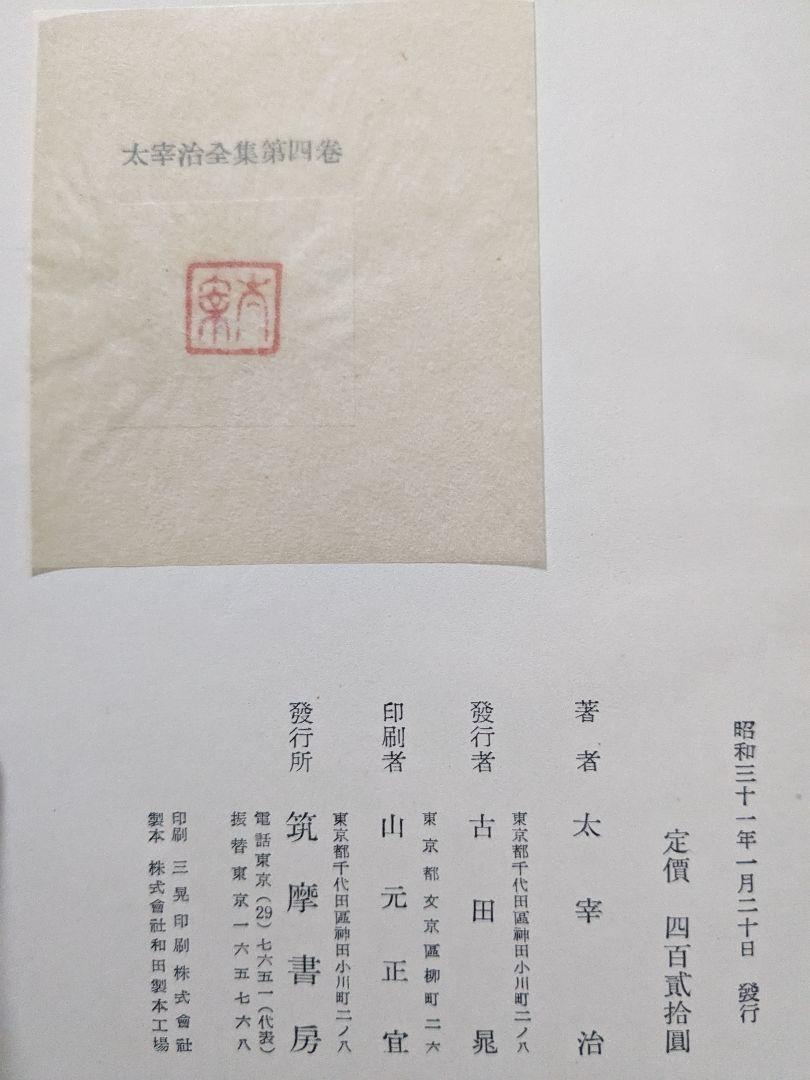 太宰治全集第四卷
太宰
昭和三十一年一月二十日 發行
定價 四百貳拾圓
著者 太宰治
東京都千代田區神田小川町二ノ八
發行者 古田晁
東京都文京區柳町二六
印刷者 山元正宜
東京都千代田區神田小川町二ノ八
發行所 筑摩書房
電話東京(29)七六五一(代表)
振替東京一六五七六八
印刷 三晃印刷株式會社
製本 株式會社和田製本工場